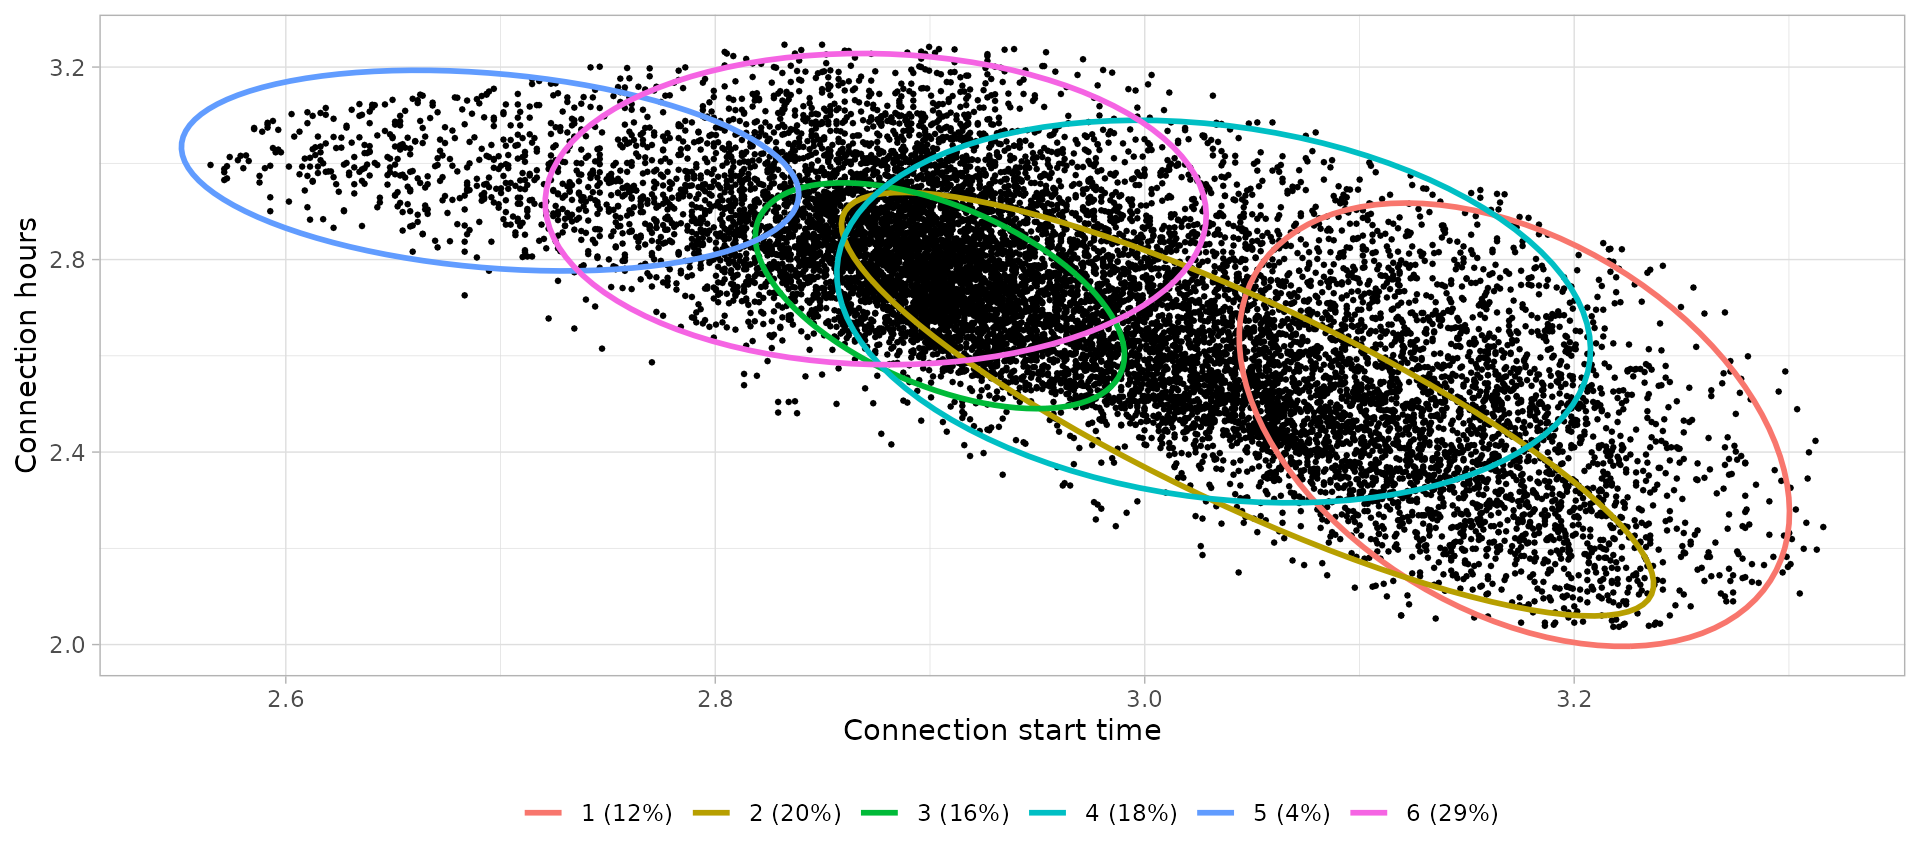 Connection hours
3.2
2.8
2.4
2.0
2.6 2.8 3.0 3.2
Connection start time
1 (12%) 2 (20%) 3 (16%) 4 (18%) 5 (4%) 6 (29%)